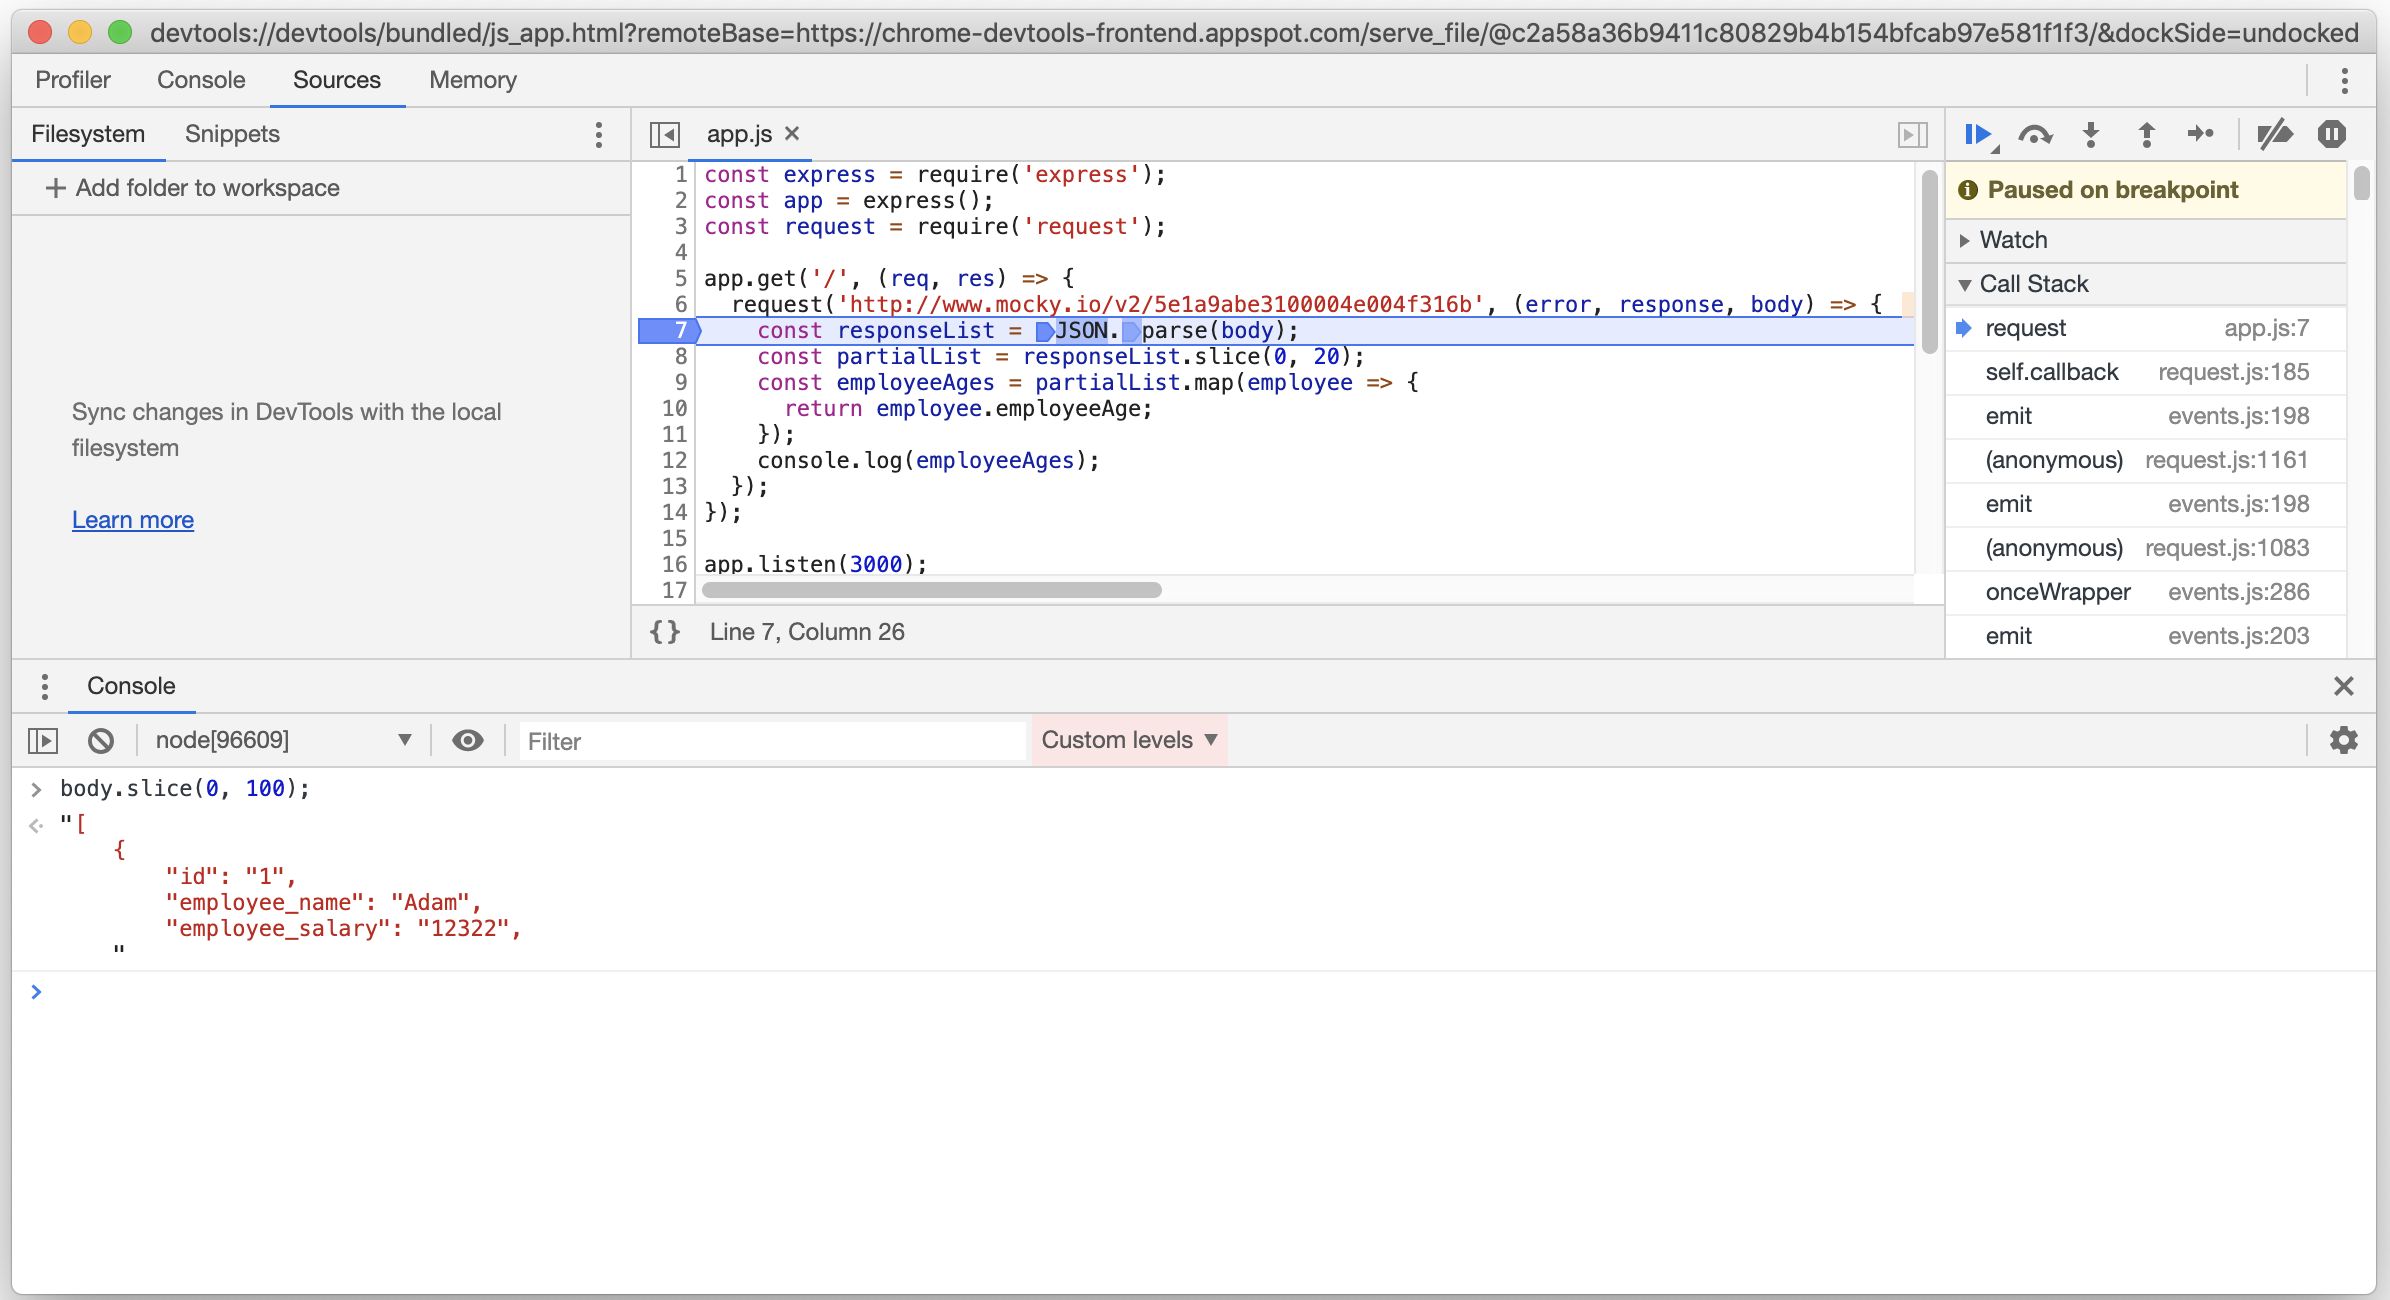 devtools://devtools/bundled/js_app.html?remoteBase=https://chrome-devtools-frontend.appspot.com/serve_file/@c2a58a36b9411c80829b4b154bfcab97e581f1f3/&dockSide=undocked
Profiler Console Sources Memory
Filesystem Snippets
+ Add folder to workspace
Sync changes in DevTools with the local
filesystem
Learn more
app.js ×
1 const express = require('express');
2 const app = express();
3 const request = require('request');
4
5 app.get('/', (req, res) => {
6   request('http://www.mocky.io/v2/5e1a9abe3100004e004f316b', (error, response, body) => {
7     const responseList = JSON.parse(body);
8     const partialList = responseList.slice(0, 20);
9     const employeeAges = partialList.map(employee => {
10       return employee.employeeAge;
11     });
12     console.log(employeeAges);
13   });
14 });
15
16 app.listen(3000);
17
{} Line 7, Column 26
Paused on breakpoint
Watch
Call Stack
request app.js:7
self.callback request.js:185
emit events.js:198
(anonymous) request.js:1161
emit events.js:198
(anonymous) request.js:1083
onceWrapper events.js:286
emit events.js:203
Console
node[96609] Filter Custom levels
> body.slice(0, 100);
"[
    {
        "id": "1",
        "employee_name": "Adam",
        "employee_salary": "12322",
    "
>